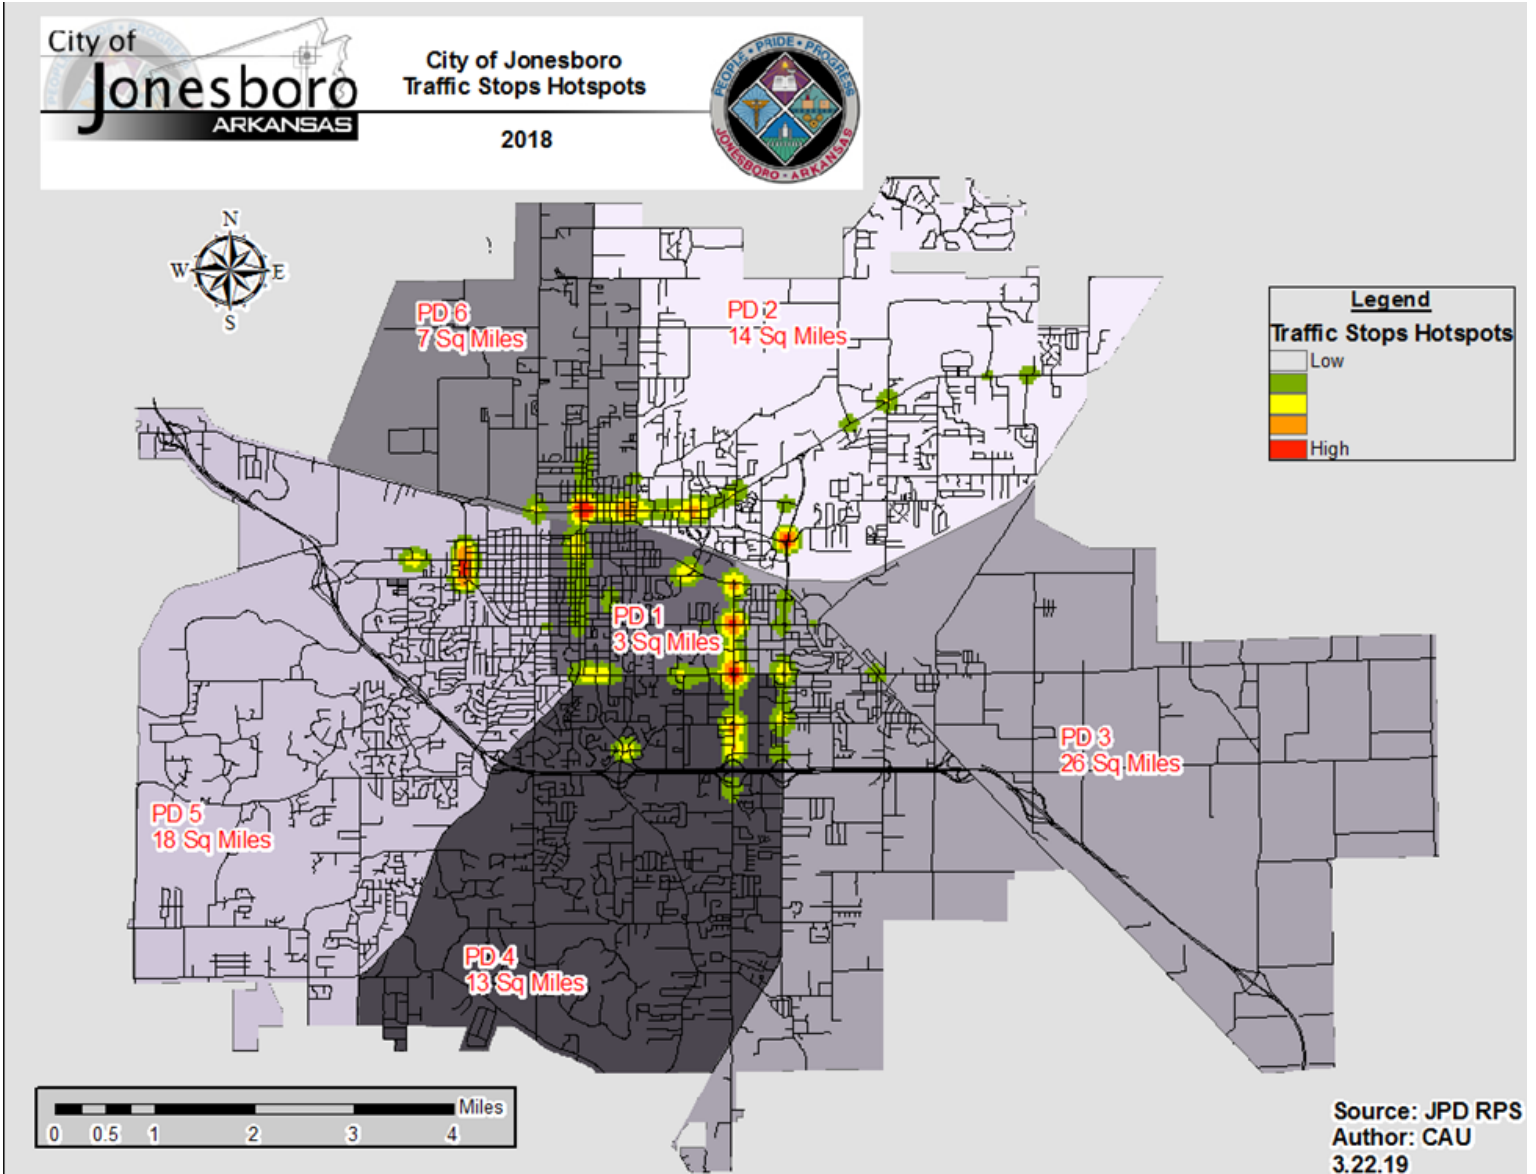 City of
Jonesboro
ARKANSAS
City of Jonesboro
Traffic Stops Hotspots
2018
PEOPLE • PRIDE • PROGRESS
JONESBORO • ARKANSAS
N
W
E
S
PD 6
7 Sq Miles
PD 2
14 Sq Miles
Legend
Traffic Stops Hotspots
Low
High
PD 1
3 Sq Miles
PD 3
26 Sq Miles
PD 5
18 Sq Miles
PD 4
13 Sq Miles
Miles
0 0.5 1 2 3 4
Source: JPD RPS
Author: CAU
3.22.19